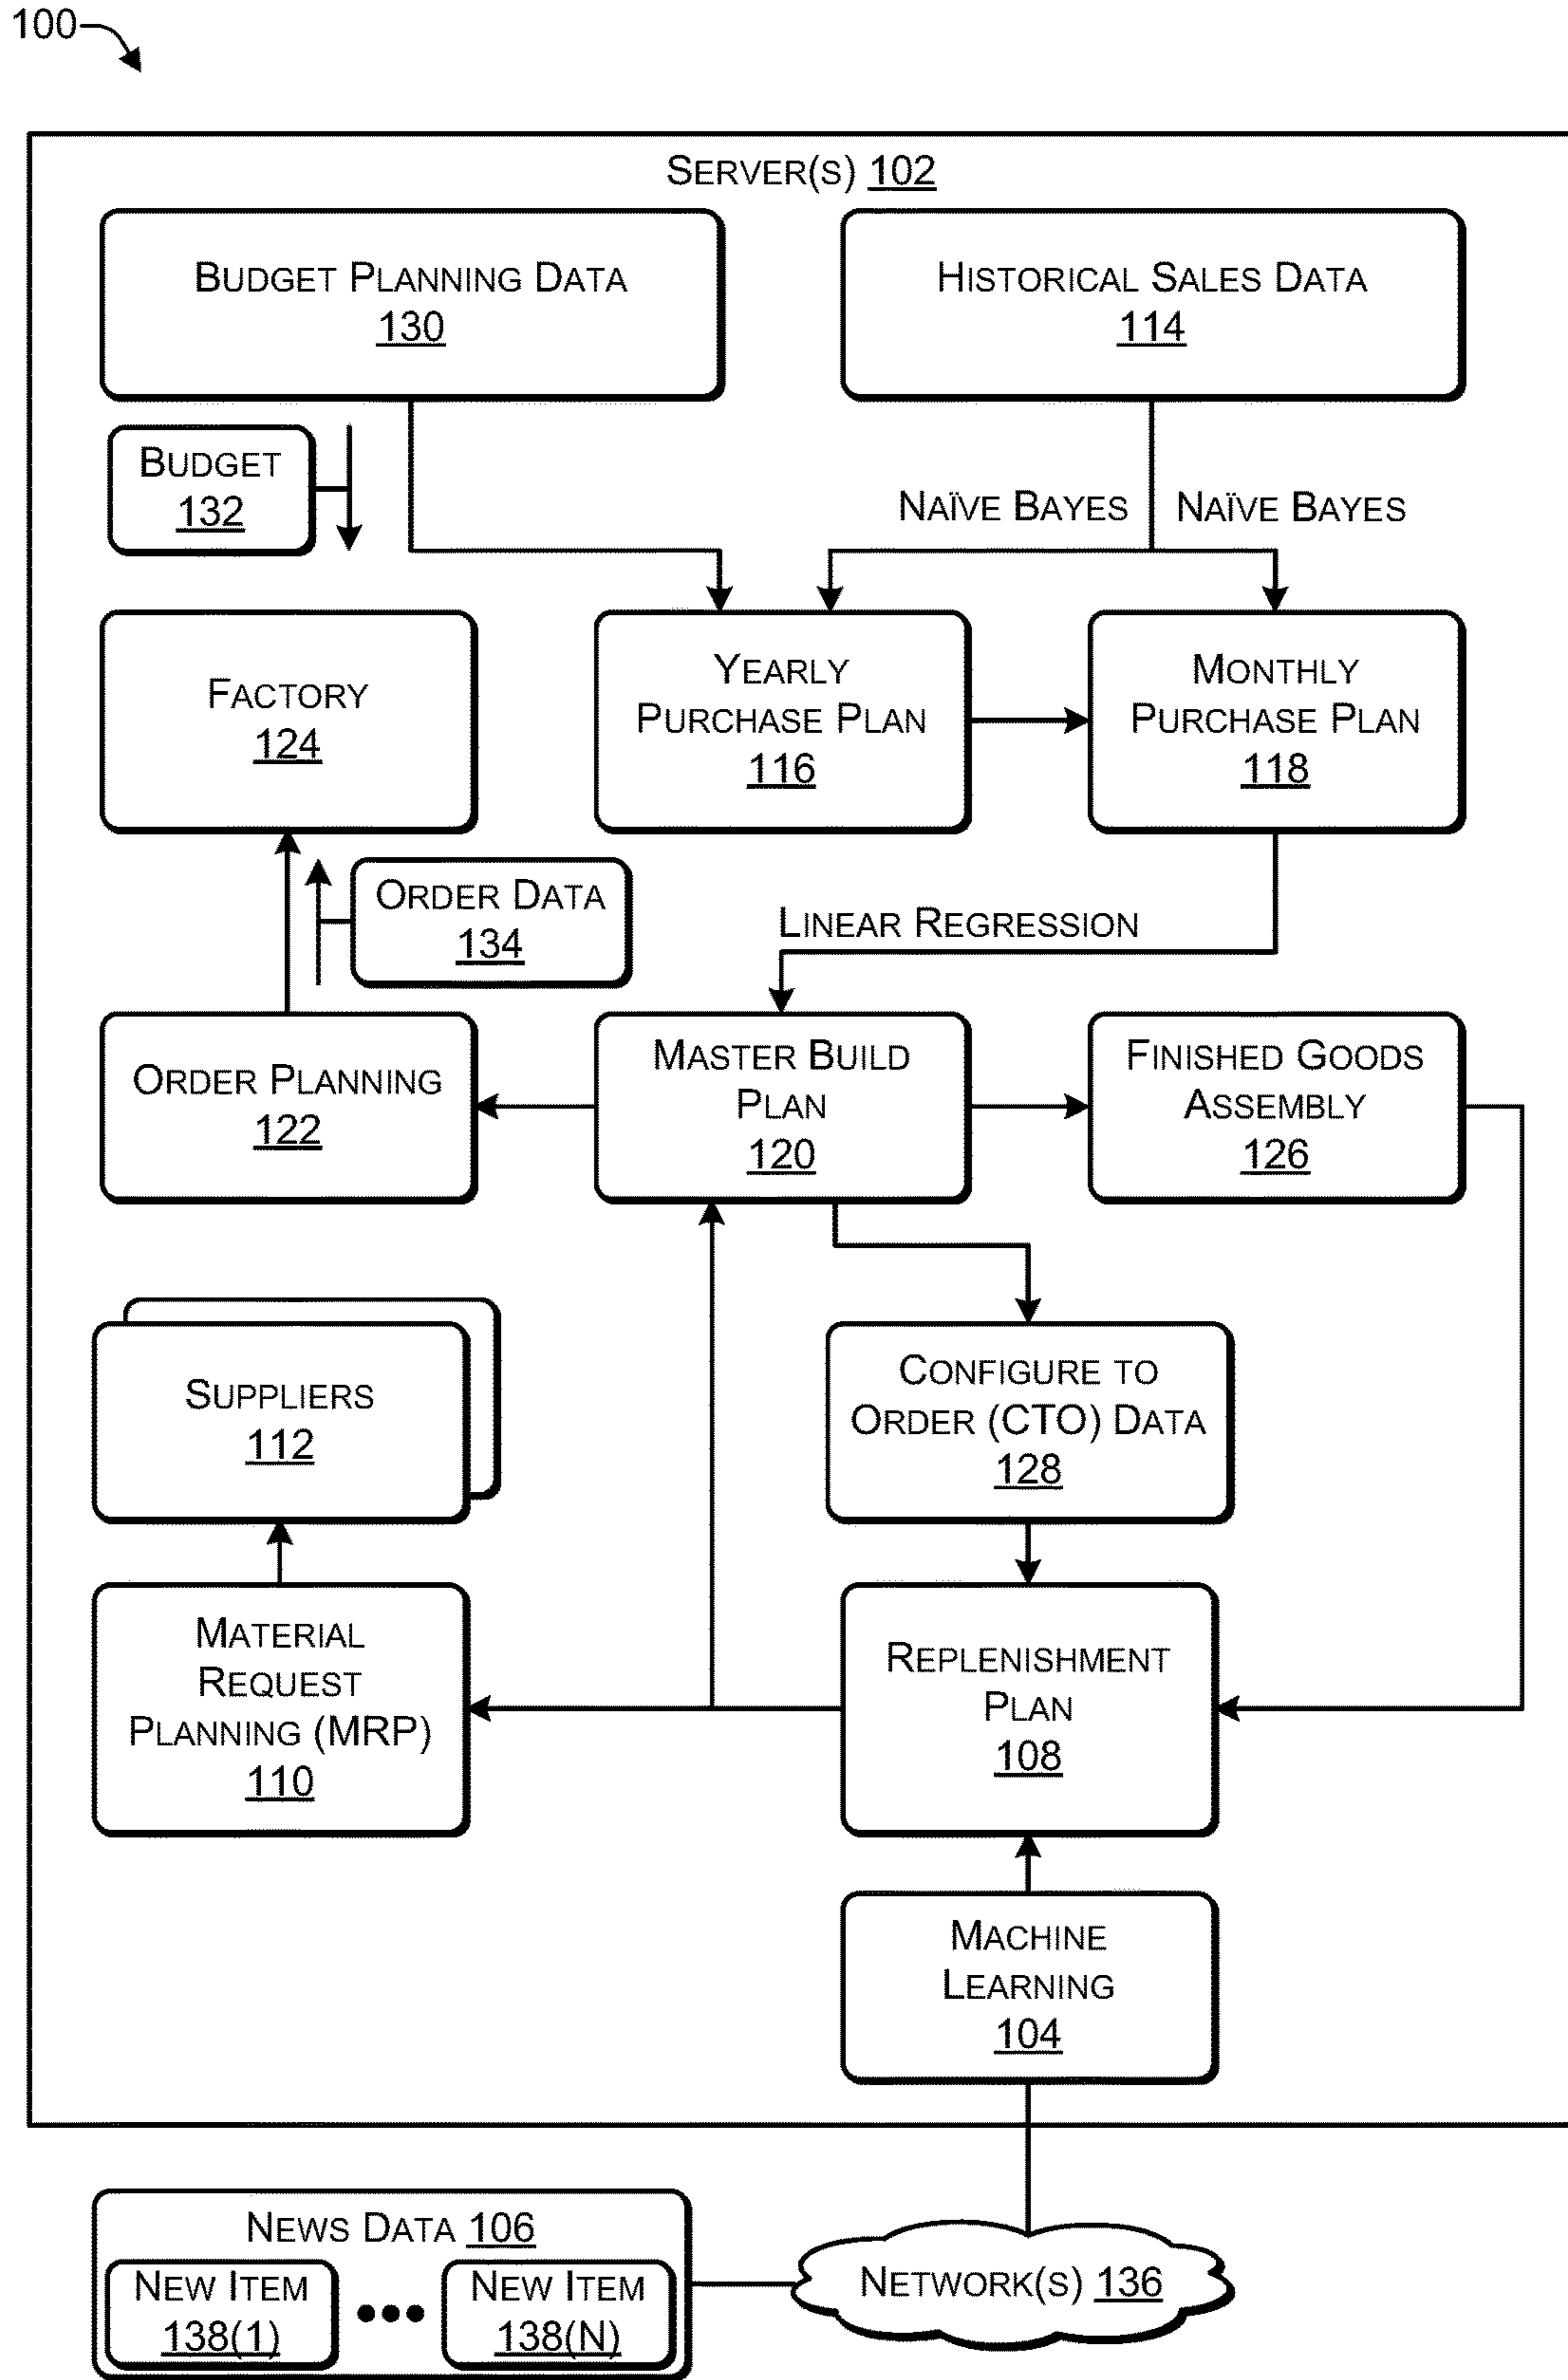 100
SERVER(S) 102
BUDGET PLANNING DATA
130
HISTORICAL SALES DATA
114
BUDGET
132
NAÏVE BAYES
NAÏVE BAYES
FACTORY
124
YEARLY
PURCHASE PLAN
116
MONTHLY
PURCHASE PLAN
118
ORDER DATA
134
LINEAR REGRESSION
ORDER PLANNING
122
MASTER BUILD
PLAN
120
FINISHED GOODS
ASSEMBLY
126
SUPPLIERS
112
CONFIGURE TO
ORDER (CTO) DATA
128
MATERIAL
REQUEST
PLANNING (MRP)
110
REPLENISHMENT
PLAN
108
MACHINE
LEARNING
104
NEWS DATA 106
NEW ITEM
138(1)
●●●
NEW ITEM
138(N)
NETWORK(S) 136